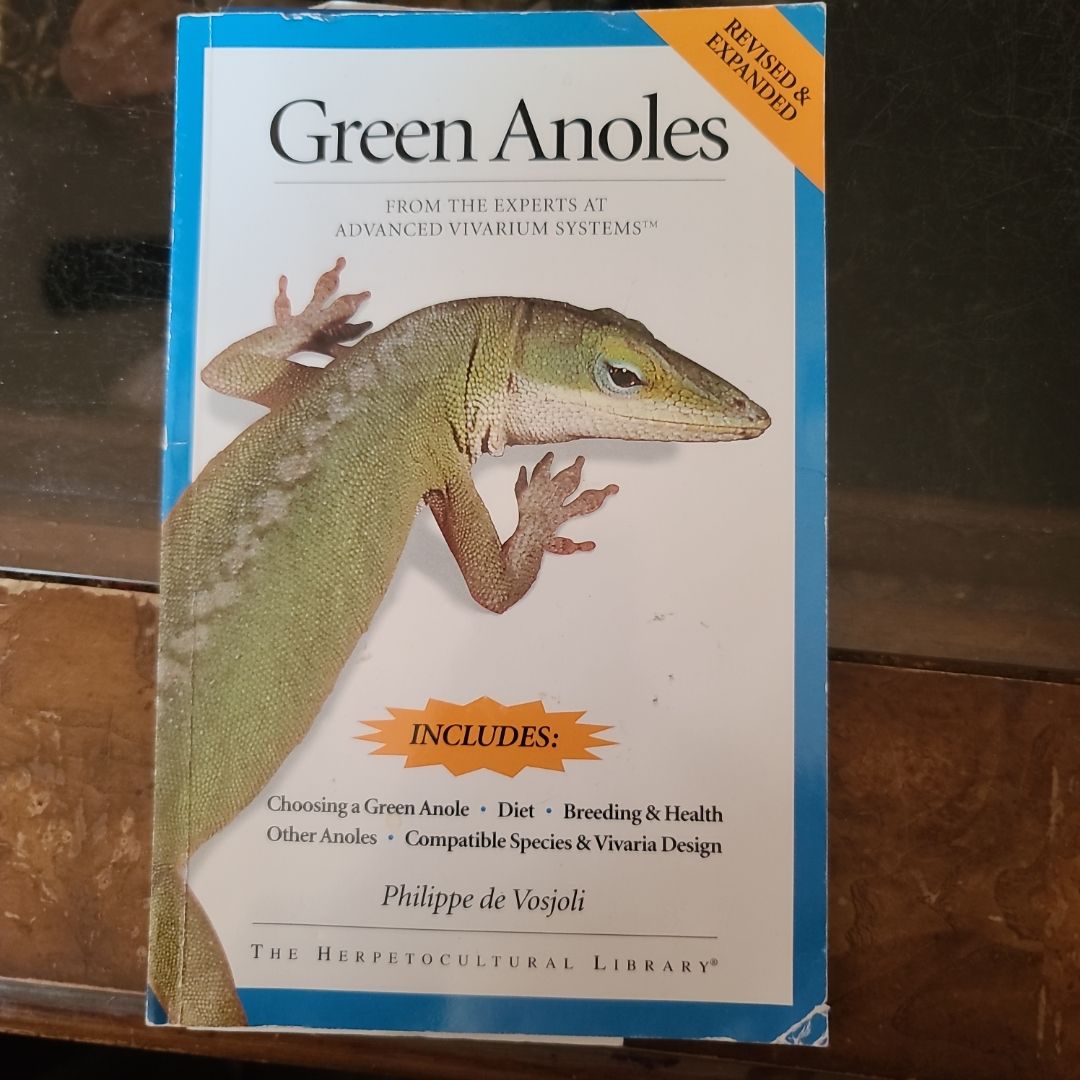 REVISED &
EXPANDED
Green Anoles
FROM THE EXPERTS AT
ADVANCED VIVARIUM SYSTEMS™
INCLUDES:
Choosing a Green Anole • Diet • Breeding & Health
Other Anoles • Compatible Species & Vivaria Design
Philippe de Vosjoli
THE HERPETOCULTURAL LIBRARY®